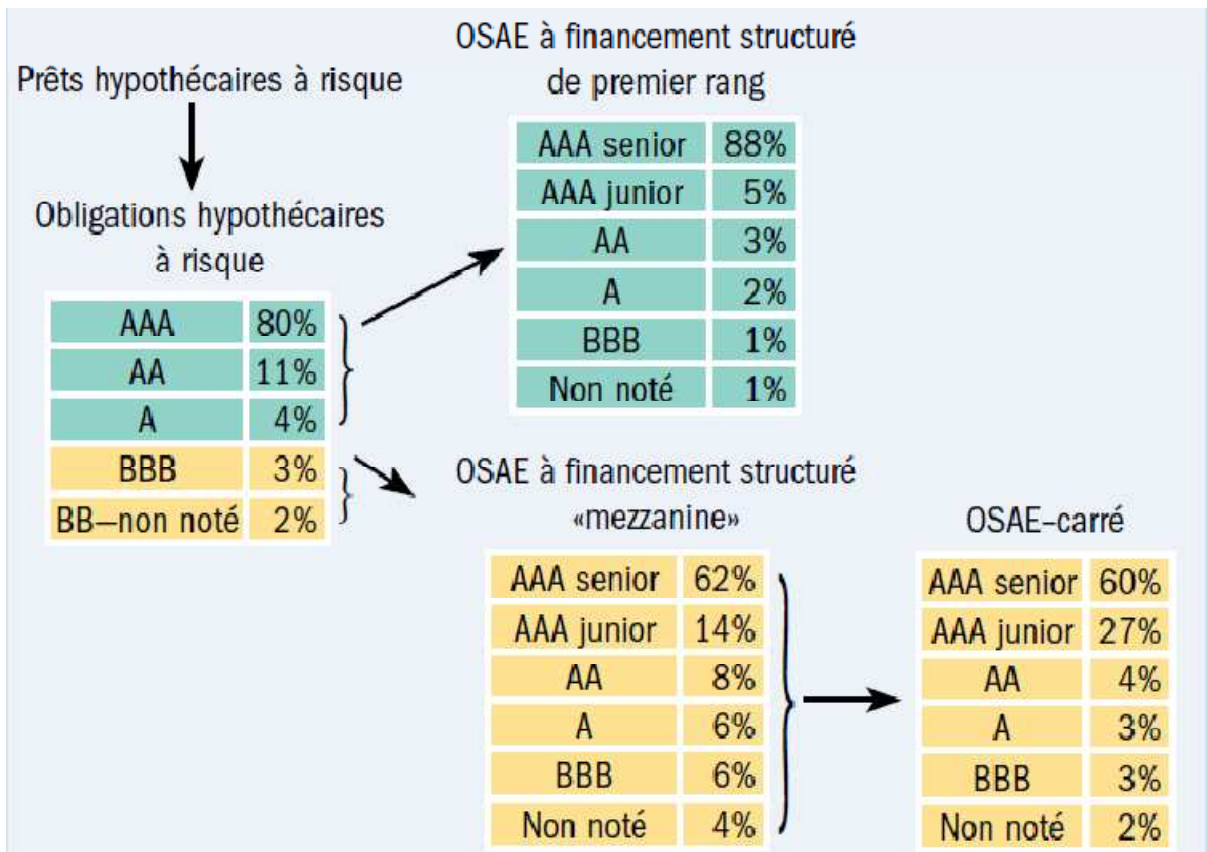 Prêts hypothécaires à risque
Obligations hypothécaires
à risque
AAA 80%
AA 11%
A 4%
BBB 3%
BB—non noté 2%
OSAE à financement structuré
de premier rang
AAA senior 88%
AAA junior 5%
AA 3%
A 2%
BBB 1%
Non noté 1%
OSAE à financement structuré
«mezzanine»
AAA senior 62%
AAA junior 14%
AA 8%
A 6%
BBB 6%
Non noté 4%
OSAE–carré
AAA senior 60%
AAA junior 27%
AA 4%
A 3%
BBB 3%
Non noté 2%